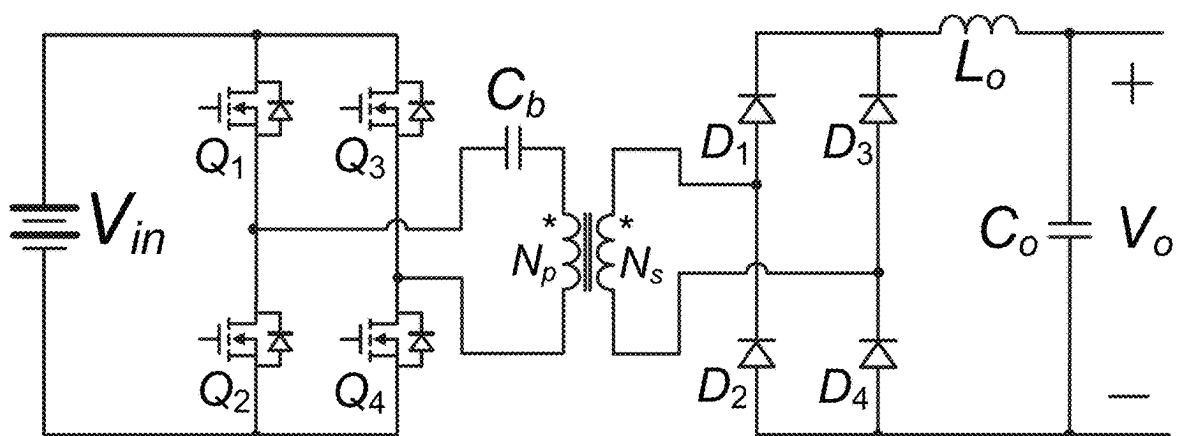 V_in
Q_1
Q_3
Q_2
Q_4
C_b
*
*
N_p
N_s
D_1
D_3
D_2
D_4
L_o
C_o
+
V_o
−